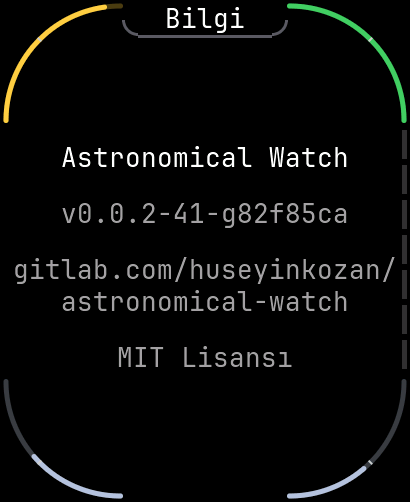 Bilgi
Astronomical Watch
v0.0.2-41-g82f85ca
gitlab.com/huseyinkozan/
astronomical-watch
MIT Lisansı